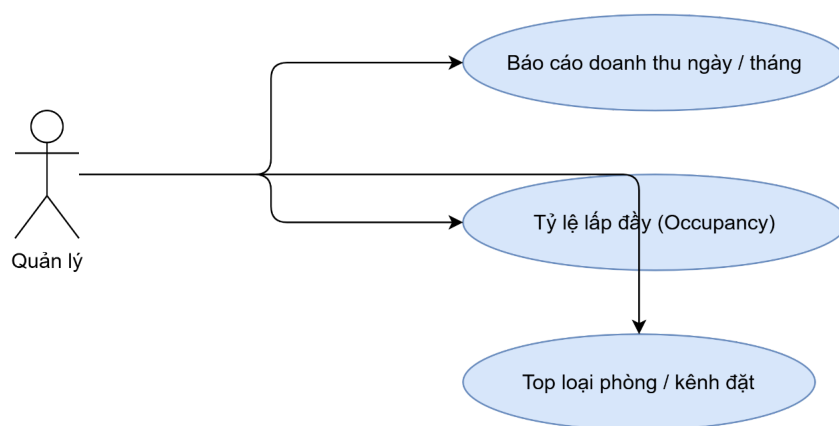 Báo cáo doanh thu ngày / tháng
Quản lý
Tỷ lệ lấp đầy (Occupancy)
Top loại phòng / kênh đặt